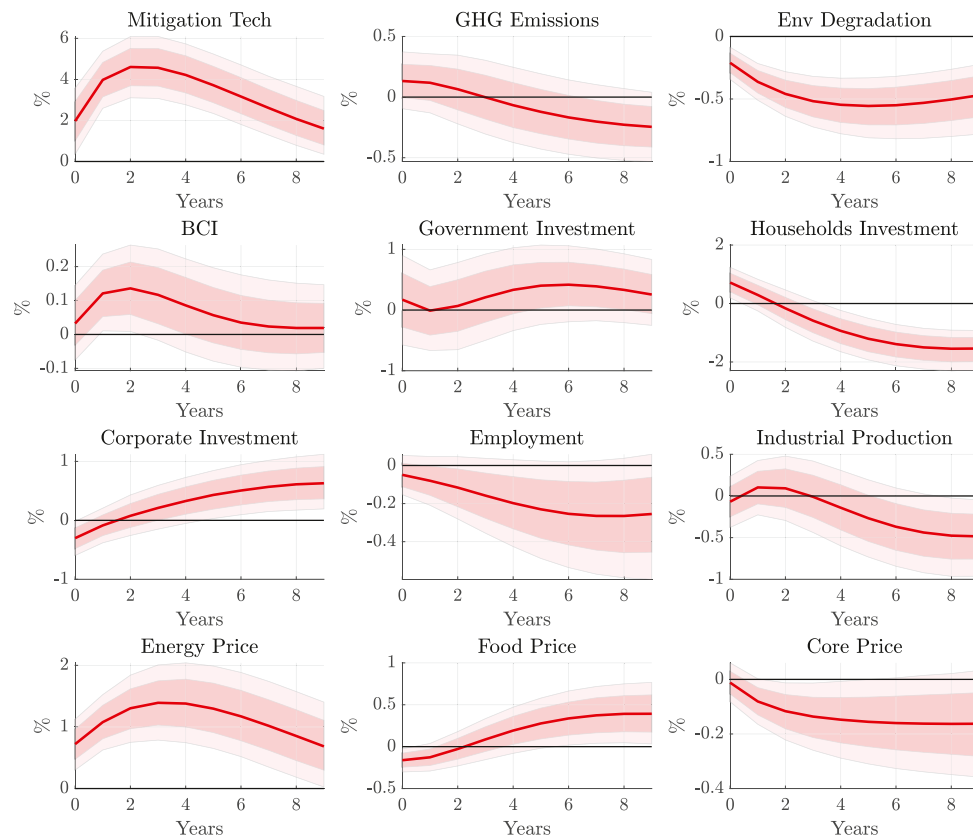 Mitigation Tech GHG Emissions Env Degradation
6 0.5 0
4 % 0 % -0.5 %
2
0 -0.5 -1
0 2 4 6 8 0 2 4 6 8 0 2 4 6 8
Years Years Years
BCI Government Investment Households Investment
0.2 1 2
0.1 % 0 % 0 %
0
-0.1 -1 -2
0 2 4 6 8 0 2 4 6 8 0 2 4 6 8
Years Years Years
Corporate Investment Employment Industrial Production
1 0 0.5
0 % -0.2 % 0 %
-0.4 -0.5
-1 -1
0 2 4 6 8 0 2 4 6 8 0 2 4 6 8
Years Years Years
Energy Price Food Price Core Price
2 1 0
1 % 0.5 % -0.2 %
0
0 -0.5 -0.4
0 2 4 6 8 0 2 4 6 8 0 2 4 6 8
Years Years Years